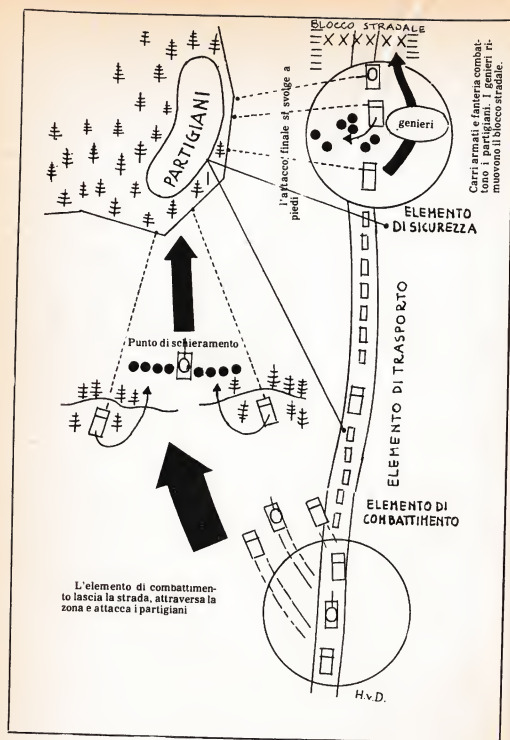 BLOCCO STRADALE
Carri armati e fanteria combat-
tono i partigiani. I genieri ri-
muovono il blocco stradale.
genieri
PARTIGIANI
l'attacco finale si svolge a
piedi
ELEMENTO
DI SICUREZZA
ELEMENTO DI TRASPORTO
Punto di schieramento
ELEMENTO DI
COMBATTIMENTO
L'elemento di combattimen-
to lascia la strada, attraversa la
zona e attacca i partigiani
H.v.D.